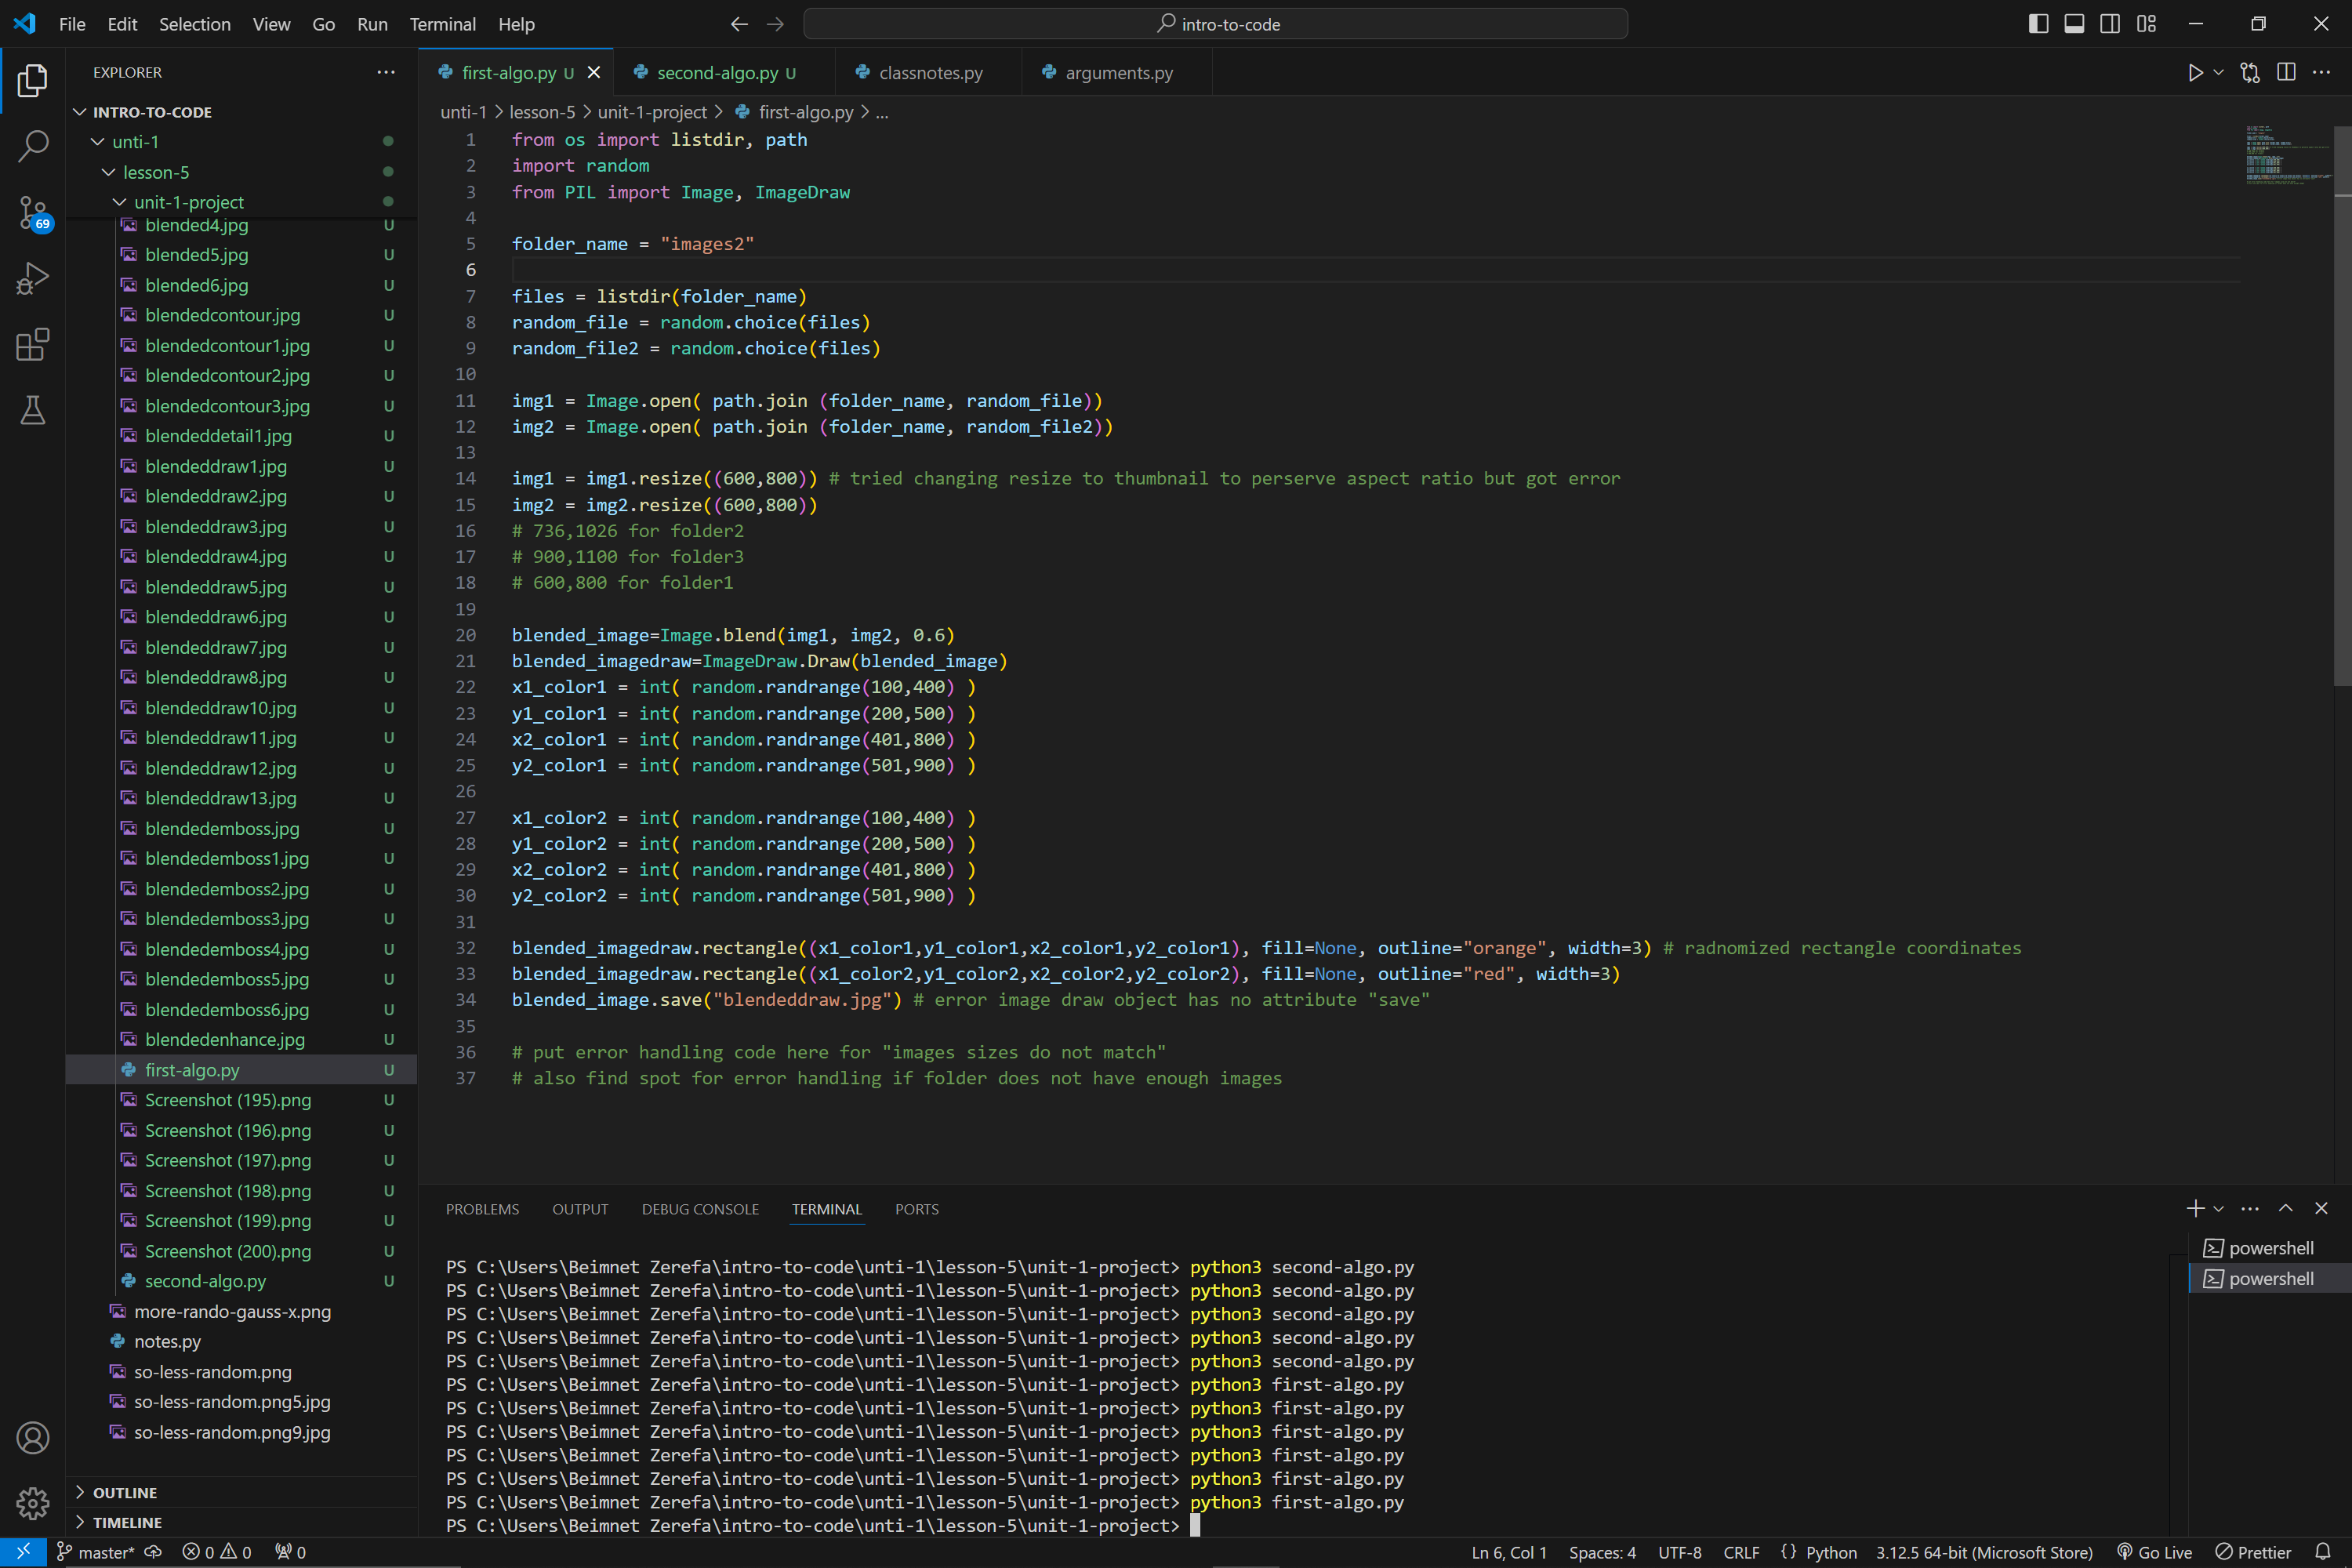 File Edit Selection View Go Run Terminal Help
intro-to-code
EXPLORER
INTRO-TO-CODE
unti-1
lesson-5
unit-1-project
blended4.jpg U
blended5.jpg U
blended6.jpg U
blendedcontour.jpg U
blendedcontour1.jpg U
blendedcontour2.jpg U
blendedcontour3.jpg U
blendeddetail1.jpg U
blendeddraw1.jpg U
blendeddraw2.jpg U
blendeddraw3.jpg U
blendeddraw4.jpg U
blendeddraw5.jpg U
blendeddraw6.jpg U
blendeddraw7.jpg U
blendeddraw8.jpg U
blendeddraw10.jpg U
blendeddraw11.jpg U
blendeddraw12.jpg U
blendeddraw13.jpg U
blendedemboss.jpg U
blendedemboss1.jpg U
blendedemboss2.jpg U
blendedemboss3.jpg U
blendedemboss4.jpg U
blendedemboss5.jpg U
blendedemboss6.jpg U
blendedenhance.jpg U
first-algo.py U
Screenshot (195).png U
Screenshot (196).png U
Screenshot (197).png U
Screenshot (198).png U
Screenshot (199).png U
Screenshot (200).png U
second-algo.py U
more-rando-gauss-x.png
notes.py
so-less-random.png
so-less-random.png5.jpg
so-less-random.png9.jpg
OUTLINE
TIMELINE
69
first-algo.py U second-algo.py U classnotes.py arguments.py
unti-1 > lesson-5 > unit-1-project > first-algo.py > ...
1 from os import listdir, path
2 import random
3 from PIL import Image, ImageDraw
4
5 folder_name = "images2"
6
7 files = listdir(folder_name)
8 random_file = random.choice(files)
9 random_file2 = random.choice(files)
10
11 img1 = Image.open( path.join (folder_name, random_file))
12 img2 = Image.open( path.join (folder_name, random_file2))
13
14 img1 = img1.resize((600,800)) # tried changing resize to thumbnail to perserve aspect ratio but got error
15 img2 = img2.resize((600,800))
16 # 736,1026 for folder2
17 # 900,1100 for folder3
18 # 600,800 for folder1
19
20 blended_image=Image.blend(img1, img2, 0.6)
21 blended_imagedraw=ImageDraw.Draw(blended_image)
22 x1_color1 = int( random.randrange(100,400) )
23 y1_color1 = int( random.randrange(200,500) )
24 x2_color1 = int( random.randrange(401,800) )
25 y2_color1 = int( random.randrange(501,900) )
26
27 x1_color2 = int( random.randrange(100,400) )
28 y1_color2 = int( random.randrange(200,500) )
29 x2_color2 = int( random.randrange(401,800) )
30 y2_color2 = int( random.randrange(501,900) )
31
32 blended_imagedraw.rectangle((x1_color1,y1_color1,x2_color1,y2_color1), fill=None, outline="orange", width=3) # radnomized rectangle coordinates
33 blended_imagedraw.rectangle((x1_color2,y1_color2,x2_color2,y2_color2), fill=None, outline="red", width=3)
34 blended_image.save("blendeddraw.jpg") # error image draw object has no attribute "save"
35
36 # put error handling code here for "images sizes do not match"
37 # also find spot for error handling if folder does not have enough images
PROBLEMS OUTPUT DEBUG CONSOLE TERMINAL PORTS
PS C:\Users\Beimnet Zerefa\intro-to-code\unti-1\lesson-5\unit-1-project> python3 second-algo.py
PS C:\Users\Beimnet Zerefa\intro-to-code\unti-1\lesson-5\unit-1-project> python3 second-algo.py
PS C:\Users\Beimnet Zerefa\intro-to-code\unti-1\lesson-5\unit-1-project> python3 second-algo.py
PS C:\Users\Beimnet Zerefa\intro-to-code\unti-1\lesson-5\unit-1-project> python3 second-algo.py
PS C:\Users\Beimnet Zerefa\intro-to-code\unti-1\lesson-5\unit-1-project> python3 second-algo.py
PS C:\Users\Beimnet Zerefa\intro-to-code\unti-1\lesson-5\unit-1-project> python3 first-algo.py
PS C:\Users\Beimnet Zerefa\intro-to-code\unti-1\lesson-5\unit-1-project> python3 first-algo.py
PS C:\Users\Beimnet Zerefa\intro-to-code\unti-1\lesson-5\unit-1-project> python3 first-algo.py
PS C:\Users\Beimnet Zerefa\intro-to-code\unti-1\lesson-5\unit-1-project> python3 first-algo.py
PS C:\Users\Beimnet Zerefa\intro-to-code\unti-1\lesson-5\unit-1-project> python3 first-algo.py
PS C:\Users\Beimnet Zerefa\intro-to-code\unti-1\lesson-5\unit-1-project> python3 first-algo.py
PS C:\Users\Beimnet Zerefa\intro-to-code\unti-1\lesson-5\unit-1-project>
powershell
powershell
master* 0 0 0 Ln 6, Col 1 Spaces: 4 UTF-8 CRLF {} Python 3.12.5 64-bit (Microsoft Store) Go Live Prettier